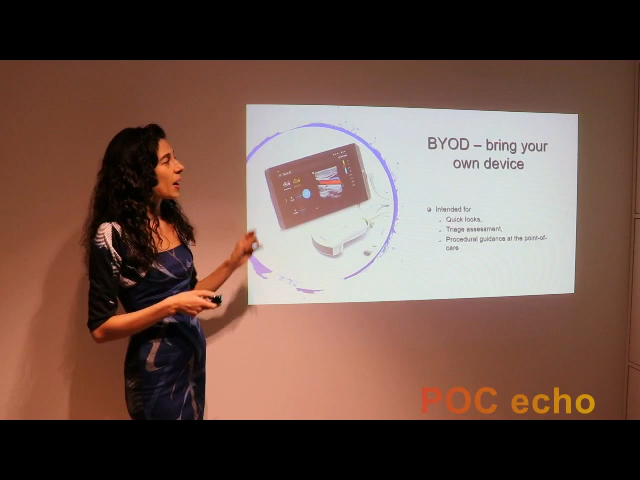 BYOD – bring your
own device
Intended for
Quick looks,
Triage assessment,
Procedural guidance at the point-of-
care
POC echo